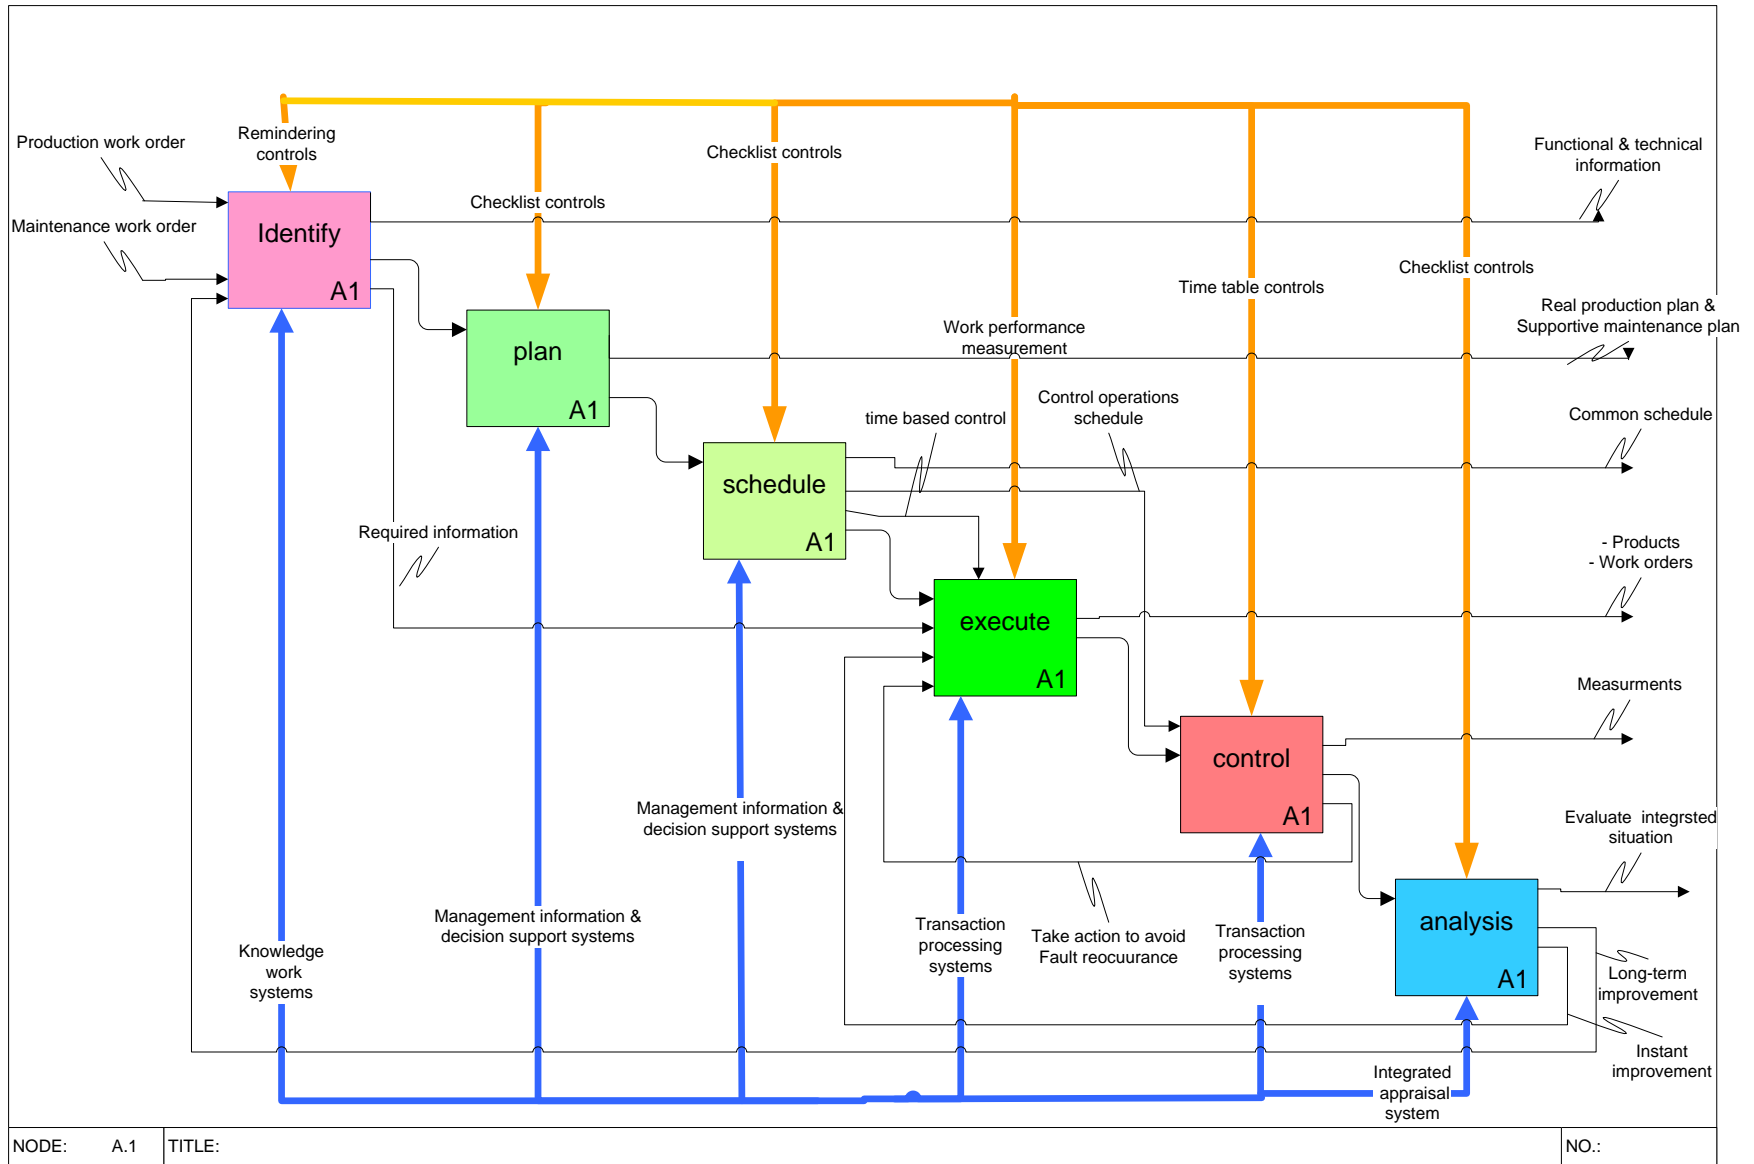 Production work order
Remindering
controls
Checklist controls
Functional & technical
information
Maintenance work order
Identify
A1
Checklist controls
Checklist controls
Time table controls
Real production plan &
Supportive maintenance plan
plan
A1
Work performance
measurement
time based control
Control operations
schedule
Common schedule
schedule
A1
Required information
- Products
- Work orders
execute
A1
Measurments
control
A1
Management information &
decision support systems
Evaluate  integrsted
situation
analysis
A1
Management information &
decision support systems
Transaction
processing
systems
Take action to avoid
Fault reocuurance
Transaction
processing
systems
Knowledge
work
systems
Long-term
improvement
Instant
improvement
Integrated
appraisal
system
NODE: A.1 TITLE: NO.: